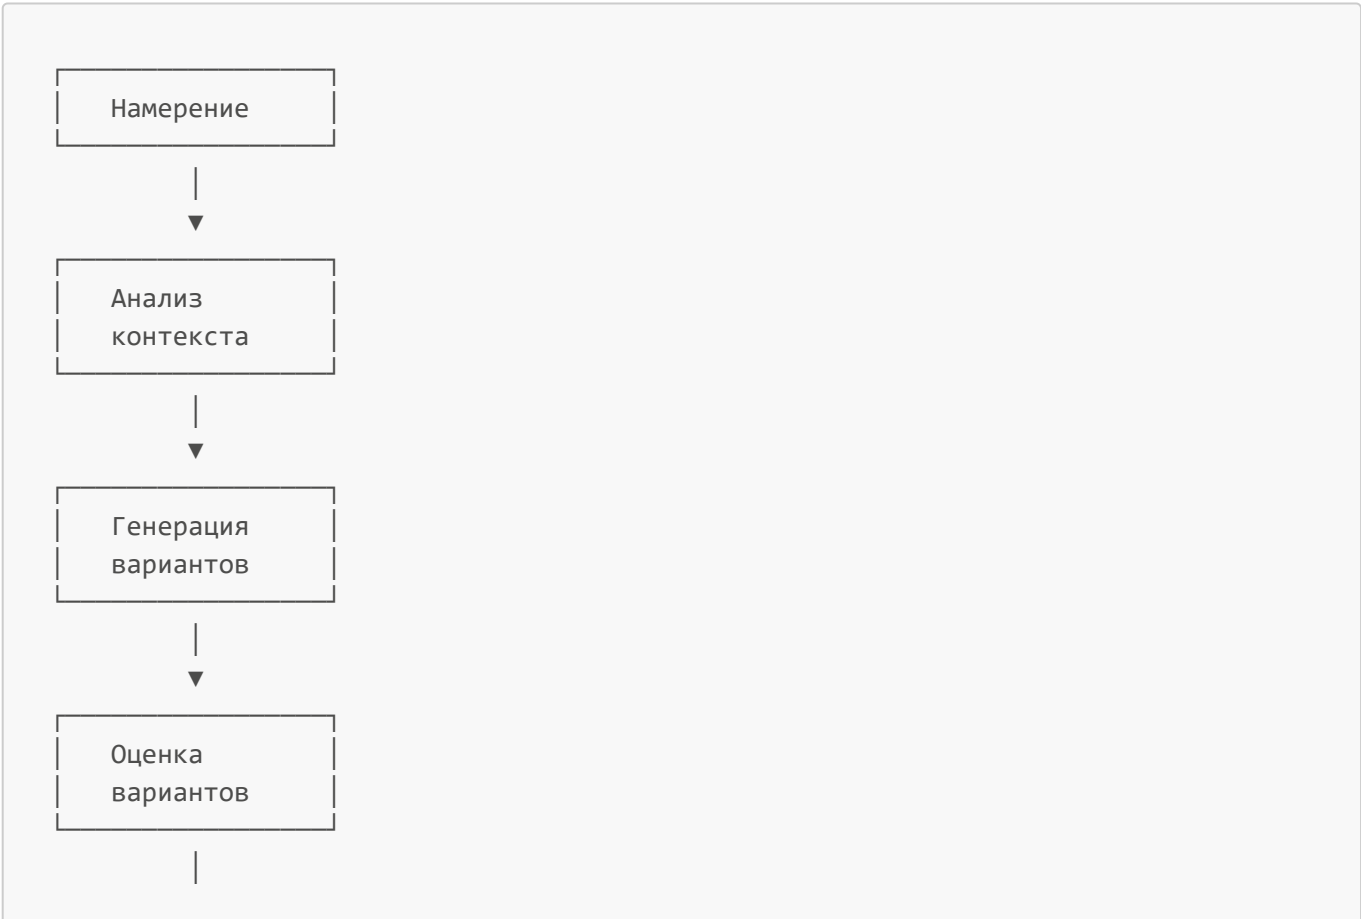 Намерение
Анализ
контекста
Генерация
вариантов
Оценка
вариантов